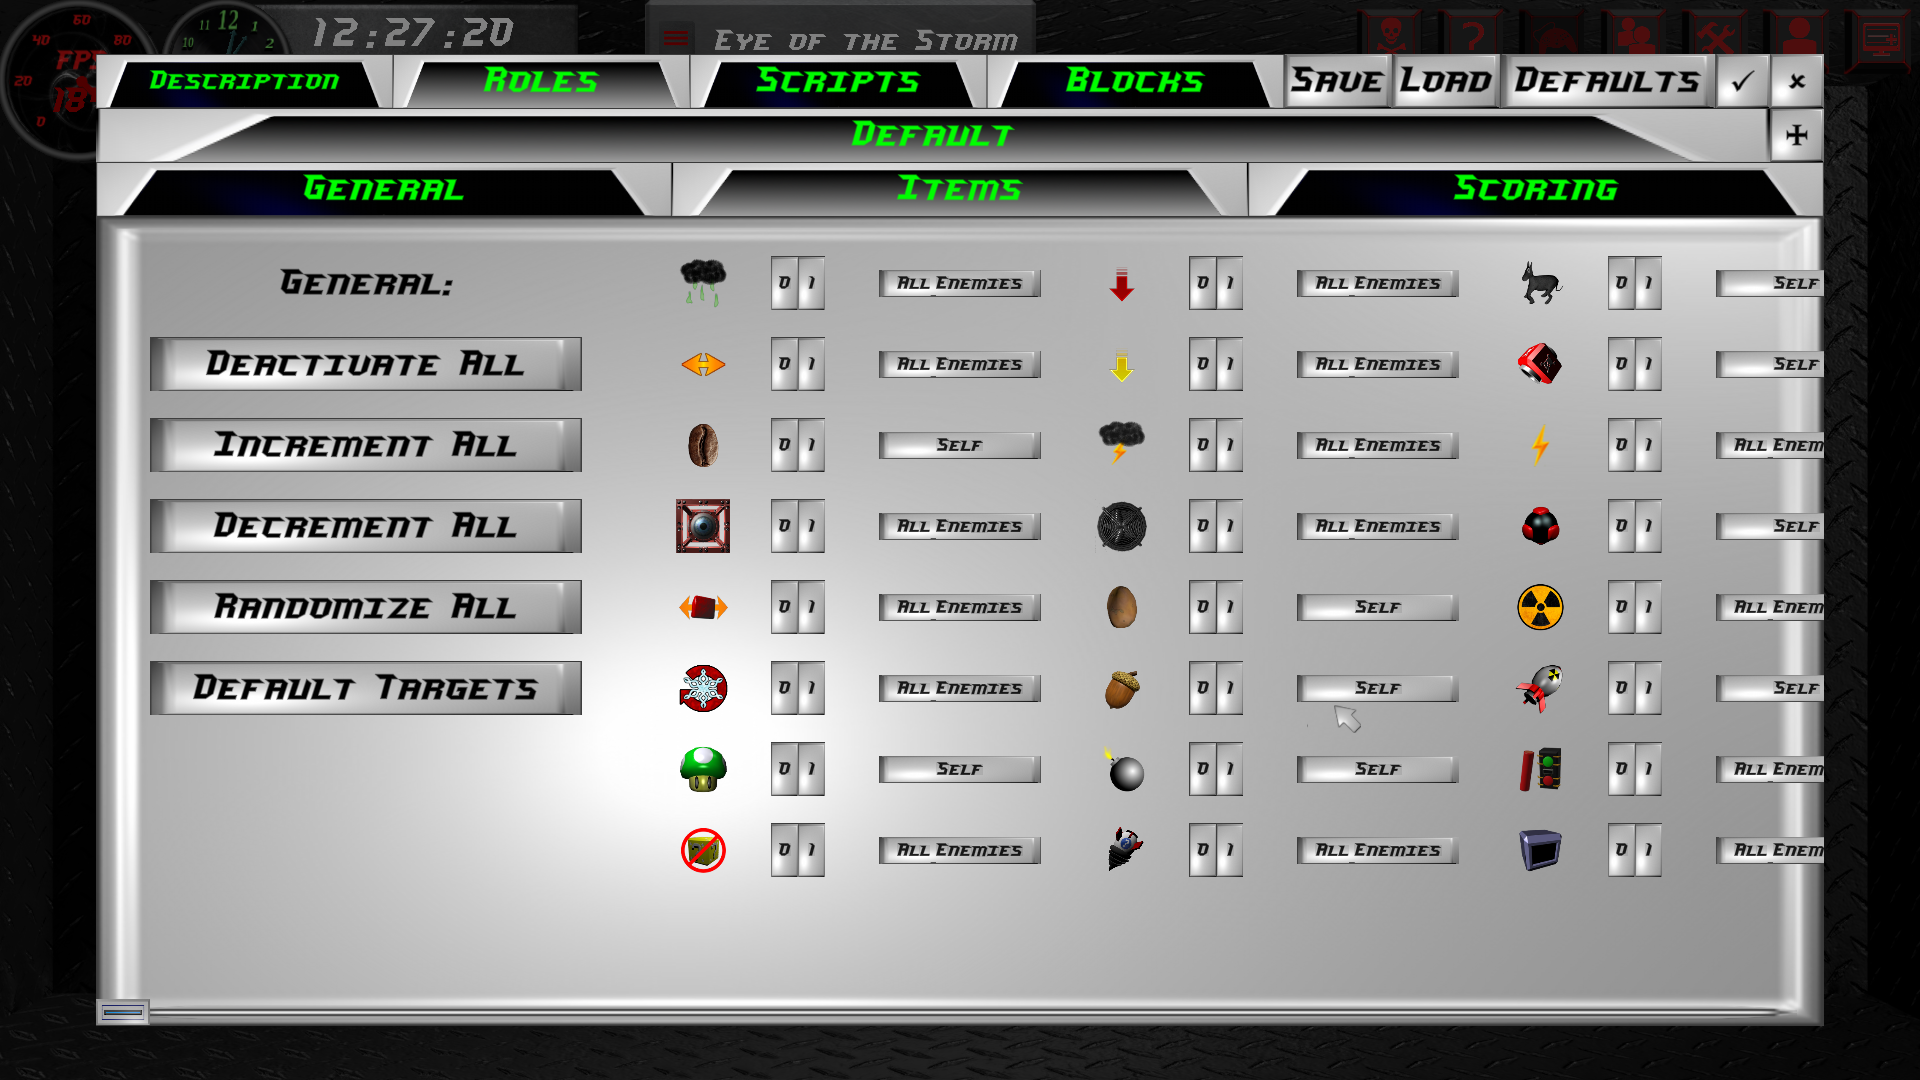 12:27:20
Eye of the Storm
60
40
80
FPS
20
18
0
11 12 1
10 2
Description Roles Scripts Blocks Save Load Defaults
Default
General Items Scoring
General: 0 1 All Enemies 0 1 All Enemies 0 1 Self
Deactivate All 0 1 All Enemies 0 1 All Enemies 0 1 Self
Increment All 0 1 Self 0 1 All Enemies 0 1 All Enem
Decrement All 0 1 All Enemies 0 1 All Enemies 0 1 Self
Randomize All 0 1 All Enemies 0 1 Self 0 1 All Enem
Default Targets 0 1 All Enemies 0 1 Self 0 1 Self
0 1 Self 0 1 Self 0 1 All Enem
0 1 All Enemies 0 1 All Enemies 0 1 All Enem